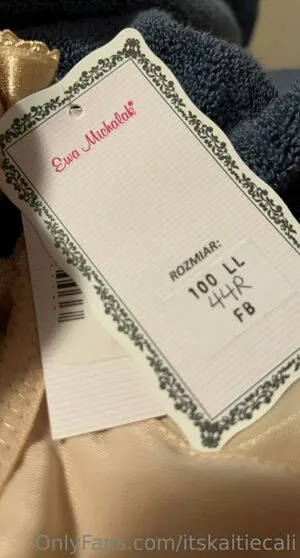 Ewa Michalak®
ROZMIAR:
100 LL
44R
FB
OnlyFans.com/itskaitiecali